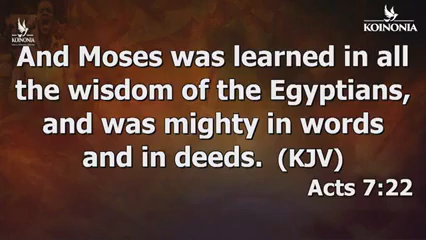 KOINONIA
KOINONIA
And Moses was learned in all
the wisdom of the Egyptians,
and was mighty in words
and in deeds. (KJV)
Acts 7:22